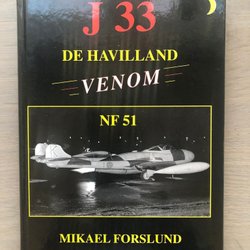 J 33
DE HAVILLAND
VENOM
NF 51
MIKAEL FORSLUND